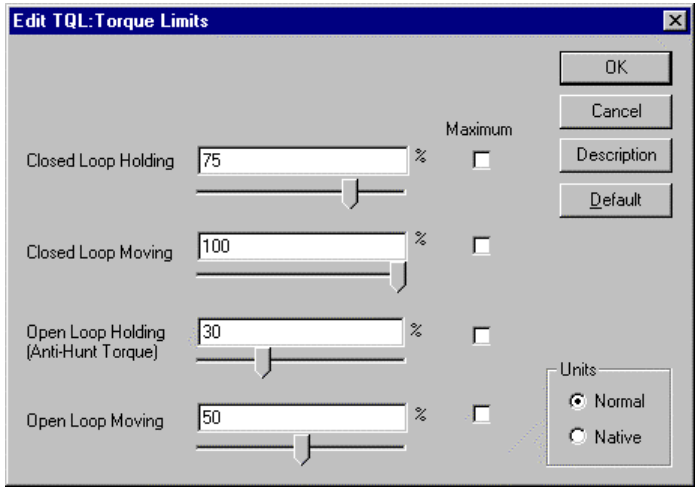 Edit TQL:Torque Limits
OK
Cancel
Maximum
Closed Loop Holding 75 % Description
Default
Closed Loop Moving 100 %
Open Loop Holding 30 %
(Anti-Hunt Torque)
Units
Normal
Open Loop Moving 50 %
Native